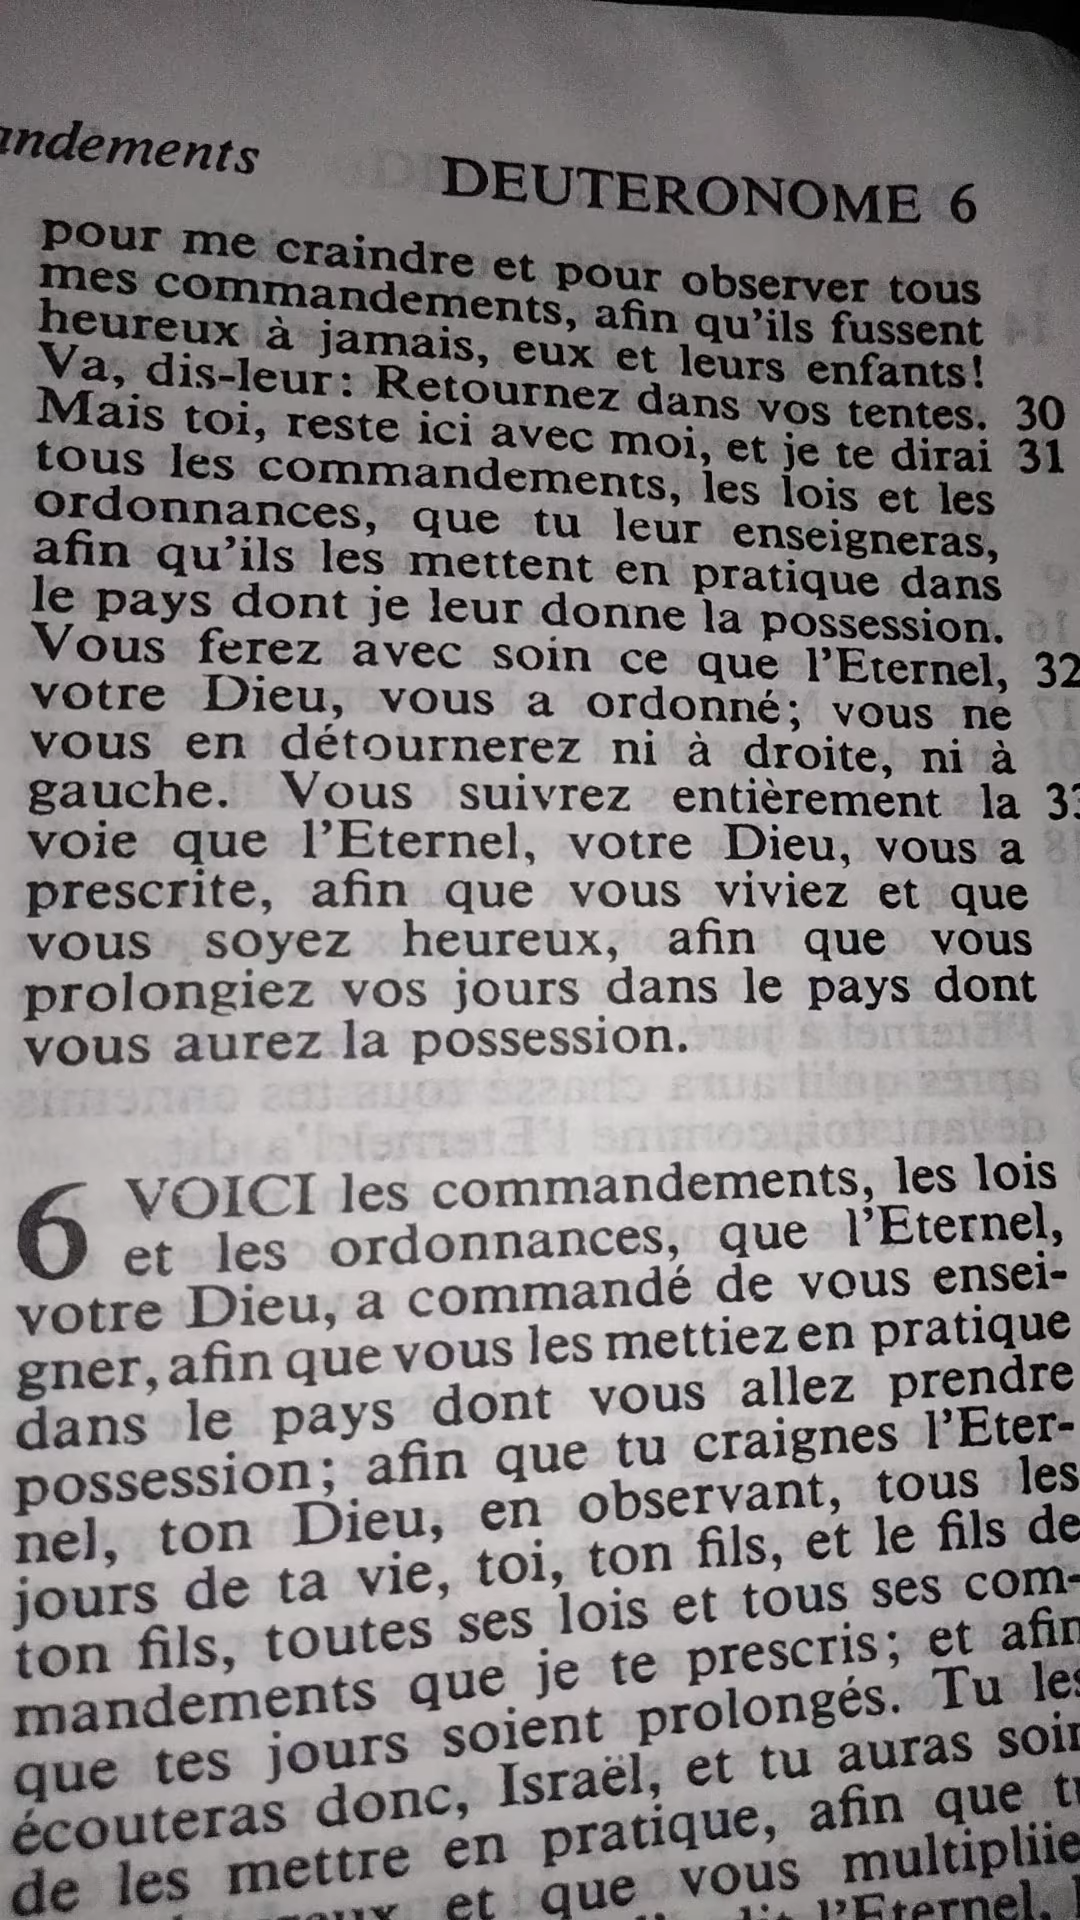 DEUTERONOME 6
pour me craindre et pour observer tous
mes commandements, afin qu'ils fussent
heureux à jamais, eux et leurs enfants!
Va, dis-leur: Retournez dans vos tentes. 30
Mais toi, reste ici avec moi, et je te dirai 31
tous les commandements, les lois et les
ordonnances, que tu leur enseigneras,
afin qu'ils les mettent en pratique dans
le pays dont je leur donne la possession.
Vous ferez avec soin ce que l'Eternel, 32
votre Dieu, vous a ordonné; vous ne
vous en détournerez ni à droite, ni à
gauche. Vous suivrez entièrement la
voie que l'Eternel, votre Dieu, vous a
prescrite, afin que vous viviez et que
vous soyez heureux, afin que vous
prolongiez vos jours dans le pays dont
vous aurez la possession.
6 VOICI les commandements, les lois
et les ordonnances, que l'Eternel,
votre Dieu, a commandé de vous ensei-
gner, afin que vous les mettiez en pratique
dans le pays dont vous allez prendre
possession; afin que tu craignes l'Eter-
nel, ton Dieu, en observant, tous les
jours de ta vie, toi, ton fils, et le fils de
ton fils, toutes ses lois et tous ses com-
mandements que je te prescris; et afin
que tes jours soient prolongés. Tu les
écouteras donc, Israël, et tu auras soin
de les mettre en pratique, afin que
et que vous
l'Eternel,